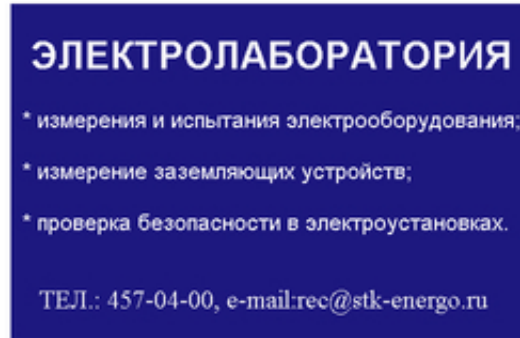 ЭЛЕКТРОЛАБОРАТОРИЯ
* измерения и испытания электрооборудования;
* измерение заземляющих устройств;
* проверка безопасности в электроустановках.
ТЕЛ.: 457-04-00, e-mail:rec@stk-energo.ru